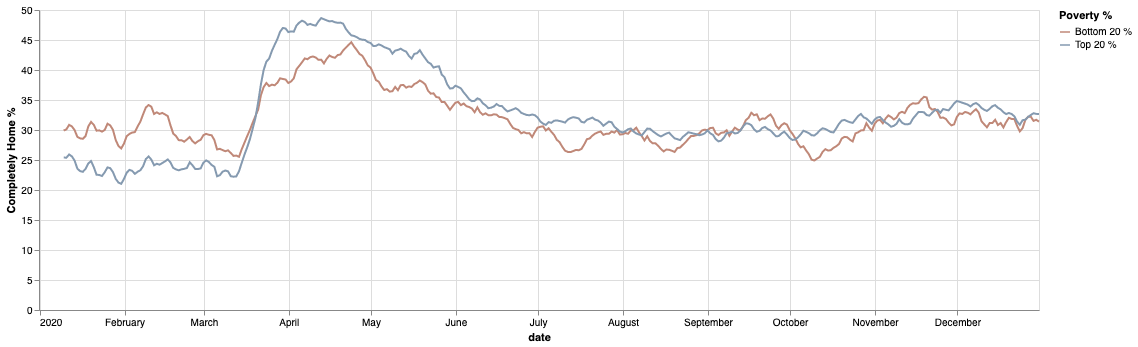 50
45
40
35
30
25
20
15
10
5
0
Completely Home %
2020 February March April May June July August September October November December
date
Poverty %
Bottom 20 %
Top 20 %